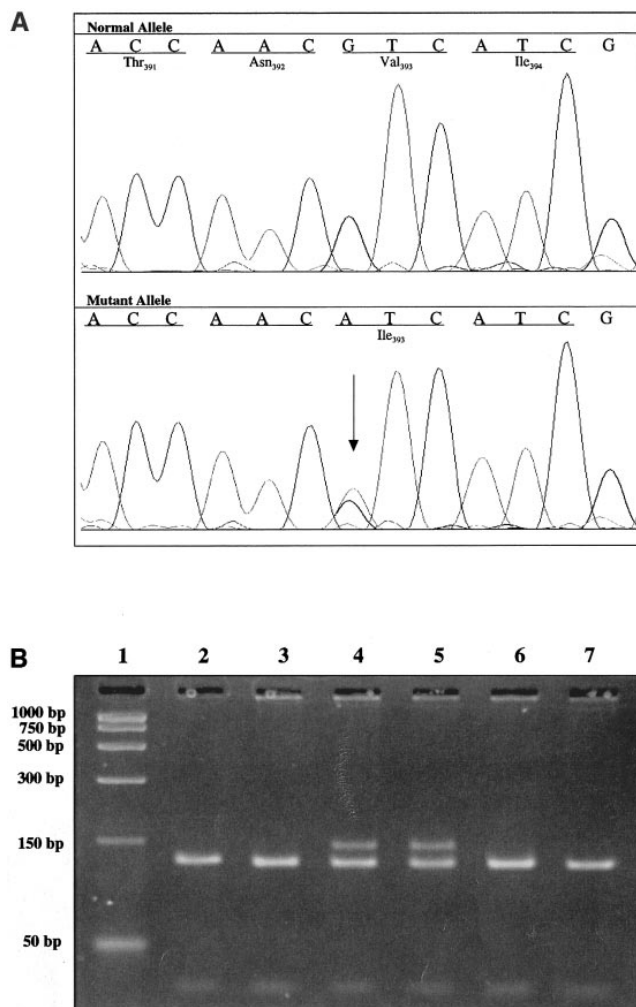 A
Normal Allele
A C C A A C G T C A T C G
Thr391 Asn392 Val393 Ile394
Mutant Allele
A C C A A C A T C A T C G
Ile393
B
1 2 3 4 5 6 7
1000 bp
750 bp
500 bp
300 bp
150 bp
50 bp